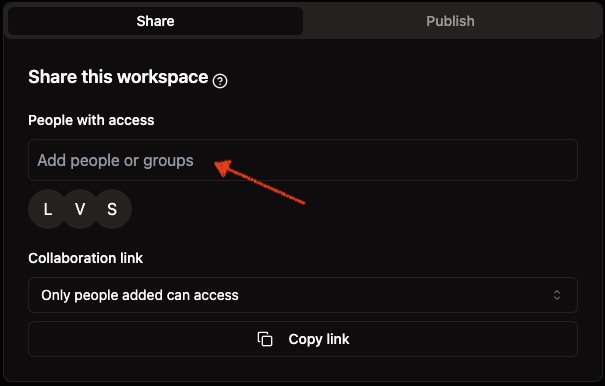 Share
Publish
Share this workspace
People with access
Add people or groups
L V S
Collaboration link
Only people added can access
Copy link